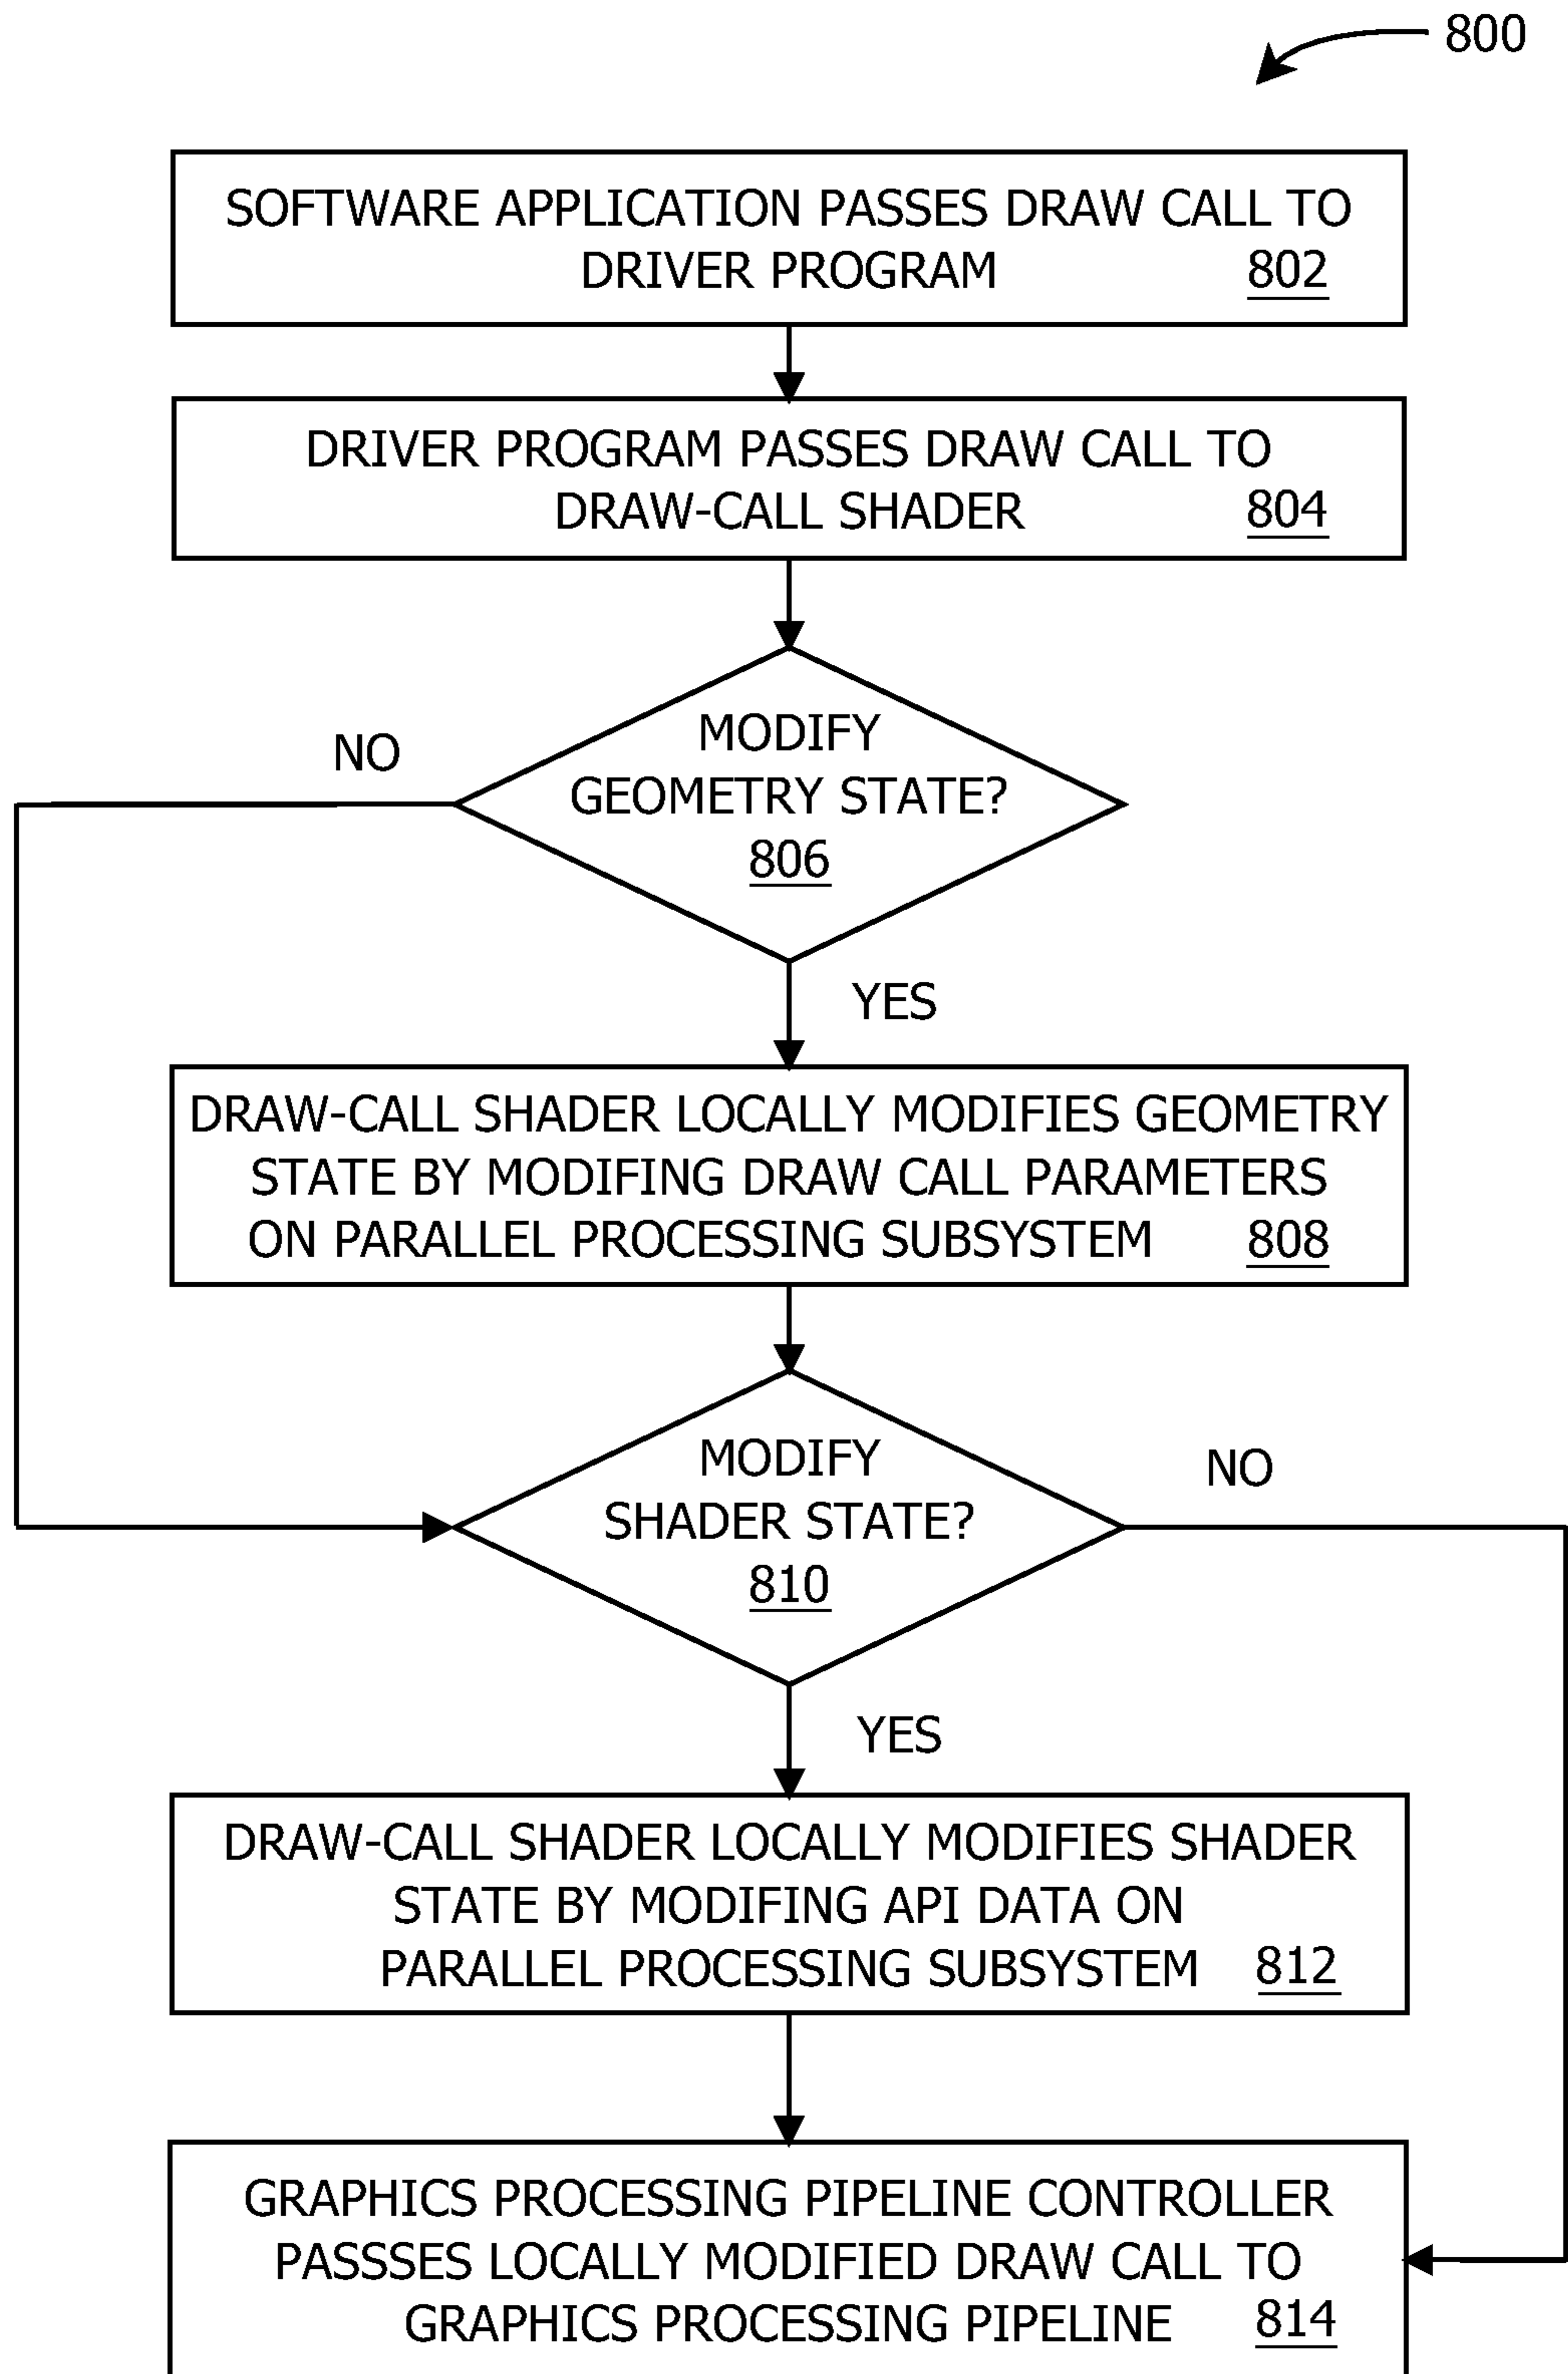 800
SOFTWARE APPLICATION PASSES DRAW CALL TO
DRIVER PROGRAM 802
DRIVER PROGRAM PASSES DRAW CALL TO
DRAW-CALL SHADER 804
MODIFY
GEOMETRY STATE?
806
NO
YES
DRAW-CALL SHADER LOCALLY MODIFIES GEOMETRY
STATE BY MODIFING DRAW CALL PARAMETERS
ON PARALLEL PROCESSING SUBSYSTEM 808
MODIFY
SHADER STATE?
810
NO
YES
DRAW-CALL SHADER LOCALLY MODIFIES SHADER
STATE BY MODIFING API DATA ON
PARALLEL PROCESSING SUBSYSTEM 812
GRAPHICS PROCESSING PIPELINE CONTROLLER
PASSSES LOCALLY MODIFIED DRAW CALL TO
GRAPHICS PROCESSING PIPELINE 814